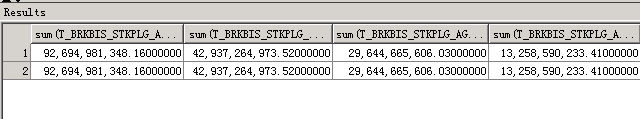 Results
sum(T_BRKBIS_STKPLG_A... sum(T_BRKBIS_STKPLG_... sum(T_BRKBIS_STKPLG_AG... sum(T_BRKBIS_STKPLG_A...
1 92,694,981,348.16000000 42,937,264,973.52000000 29,644,665,606.03000000 13,258,590,233.41000000
2 92,694,981,348.16000000 42,937,264,973.52000000 29,644,665,606.03000000 13,258,590,233.41000000